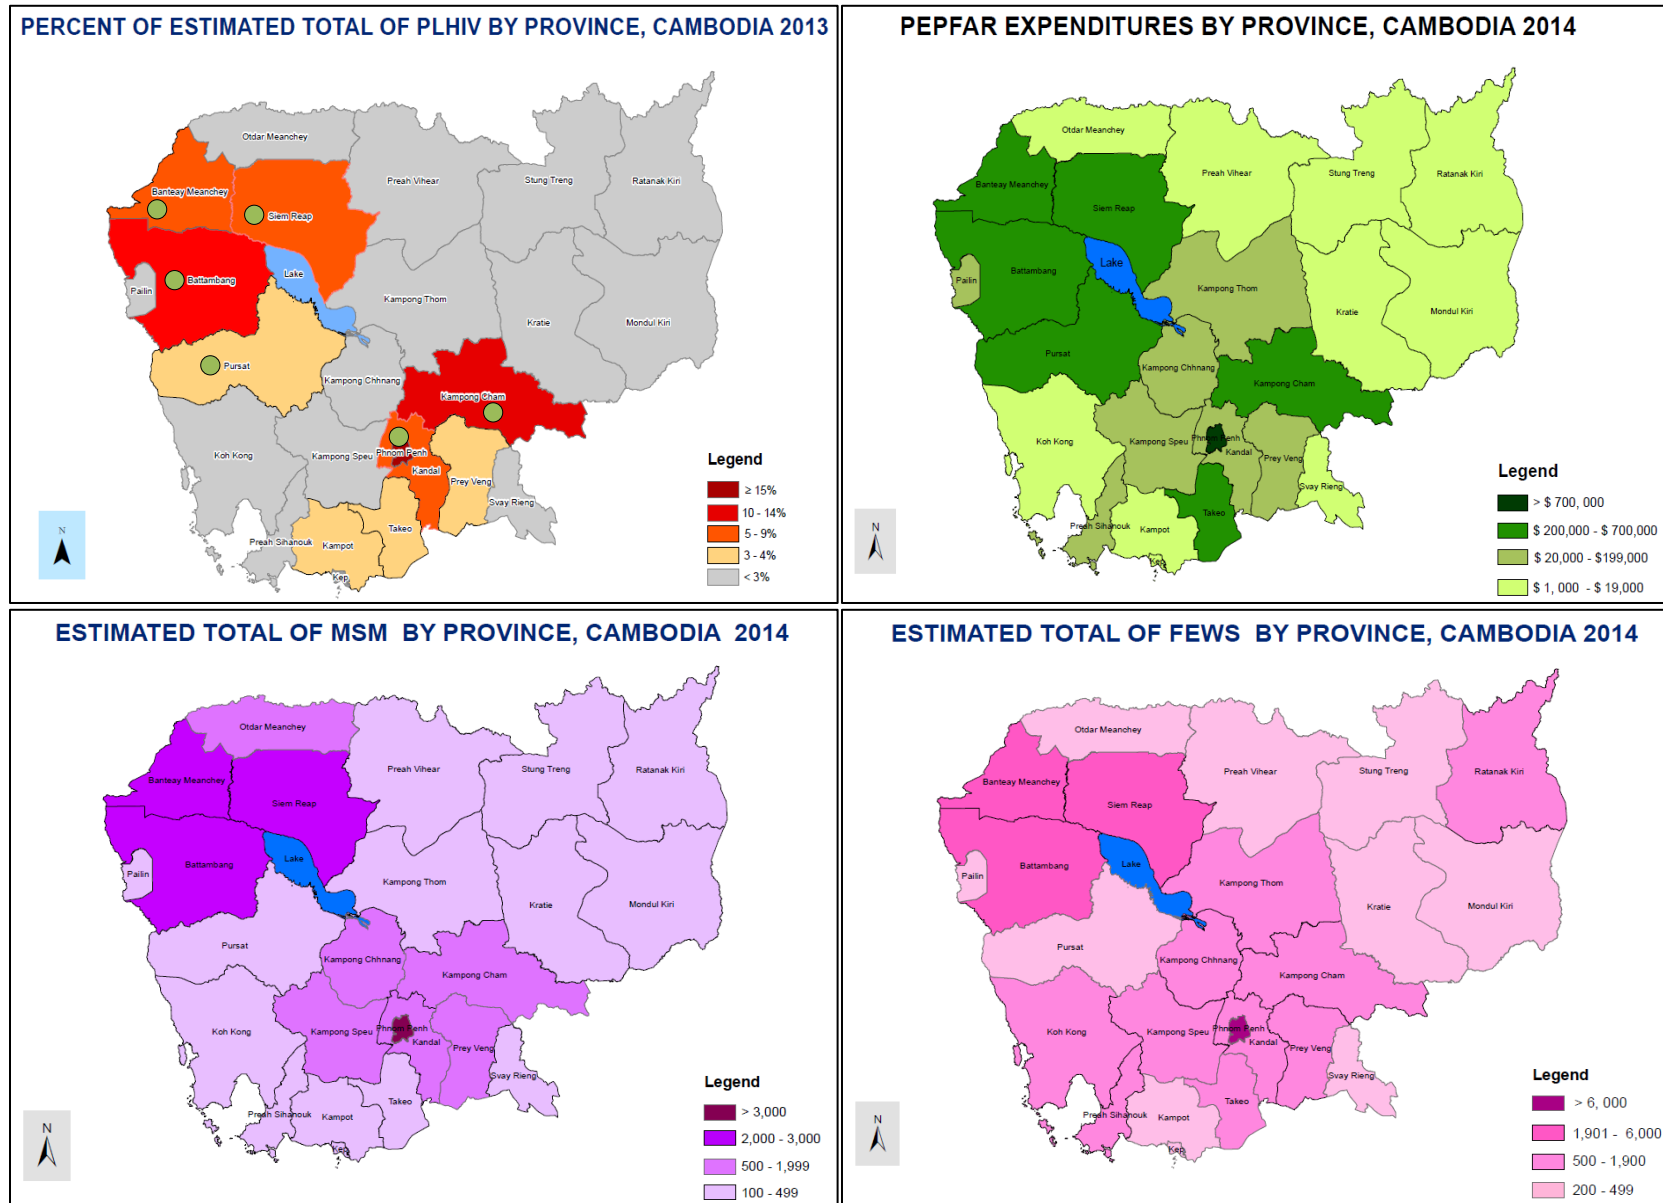 PERCENT OF ESTIMATED TOTAL OF PLHIV BY PROVINCE, CAMBODIA 2013
Otdar Meanchey
Banteay Meanchey
Siem Reap
Preah Vihear
Stung Treng
Ratanak Kiri
Battambang
Lake
Pailin
Kampong Thom
Kratie
Mondul Kiri
Pursat
Kampong Chhnang
Kampong Cham
Koh Kong
Kampong Speu
Phnom Penh
Kandal
Prey Veng
Svay Rieng
Takeo
Preah Sihanouk
Kampot
Kep
N
Legend
≥ 15%
10 - 14%
5 - 9%
3 - 4%
< 3%
PEPFAR EXPENDITURES BY PROVINCE, CAMBODIA 2014
Otdar Meanchey
Banteay Meanchey
Siem Reap
Preah Vihear
Stung Treng
Ratanak Kiri
Battambang
Lake
Pailin
Kampong Thom
Kratie
Mondul Kiri
Pursat
Kampong Chhnang
Kampong Cham
Koh Kong
Kampong Speu
Phnom Penh
Kandal
Prey Veng
Svay Rieng
Takeo
Preah Sihanouk
Kampot
Kep
N
Legend
> $ 700, 000
$ 200,000 - $ 700,000
$ 20,000 - $199,000
$ 1, 000 - $ 19,000
ESTIMATED TOTAL OF MSM BY PROVINCE, CAMBODIA 2014
Otdar Meanchey
Banteay Meanchey
Siem Reap
Preah Vihear
Stung Treng
Ratanak Kiri
Battambang
Lake
Pailin
Kampong Thom
Kratie
Mondul Kiri
Pursat
Kampong Chhnang
Kampong Cham
Koh Kong
Kampong Speu
Phnom Penh
Kandal
Prey Veng
Svay Rieng
Takeo
Preah Sihanouk
Kampot
Kep
N
Legend
> 3,000
2,000 - 3,000
500 - 1,999
100 - 499
ESTIMATED TOTAL OF FEWS BY PROVINCE, CAMBODIA 2014
Otdar Meanchey
Banteay Meanchey
Siem Reap
Preah Vihear
Stung Treng
Ratanak Kiri
Battambang
Lake
Pailin
Kampong Thom
Kratie
Mondul Kiri
Pursat
Kampong Chhnang
Kampong Cham
Koh Kong
Kampong Speu
Phnom Penh
Kandal
Prey Veng
Svay Rieng
Takeo
Preah Sihanouk
Kampot
Kep
N
Legend
> 6, 000
1,901 - 6,000
500 - 1,900
200 - 499